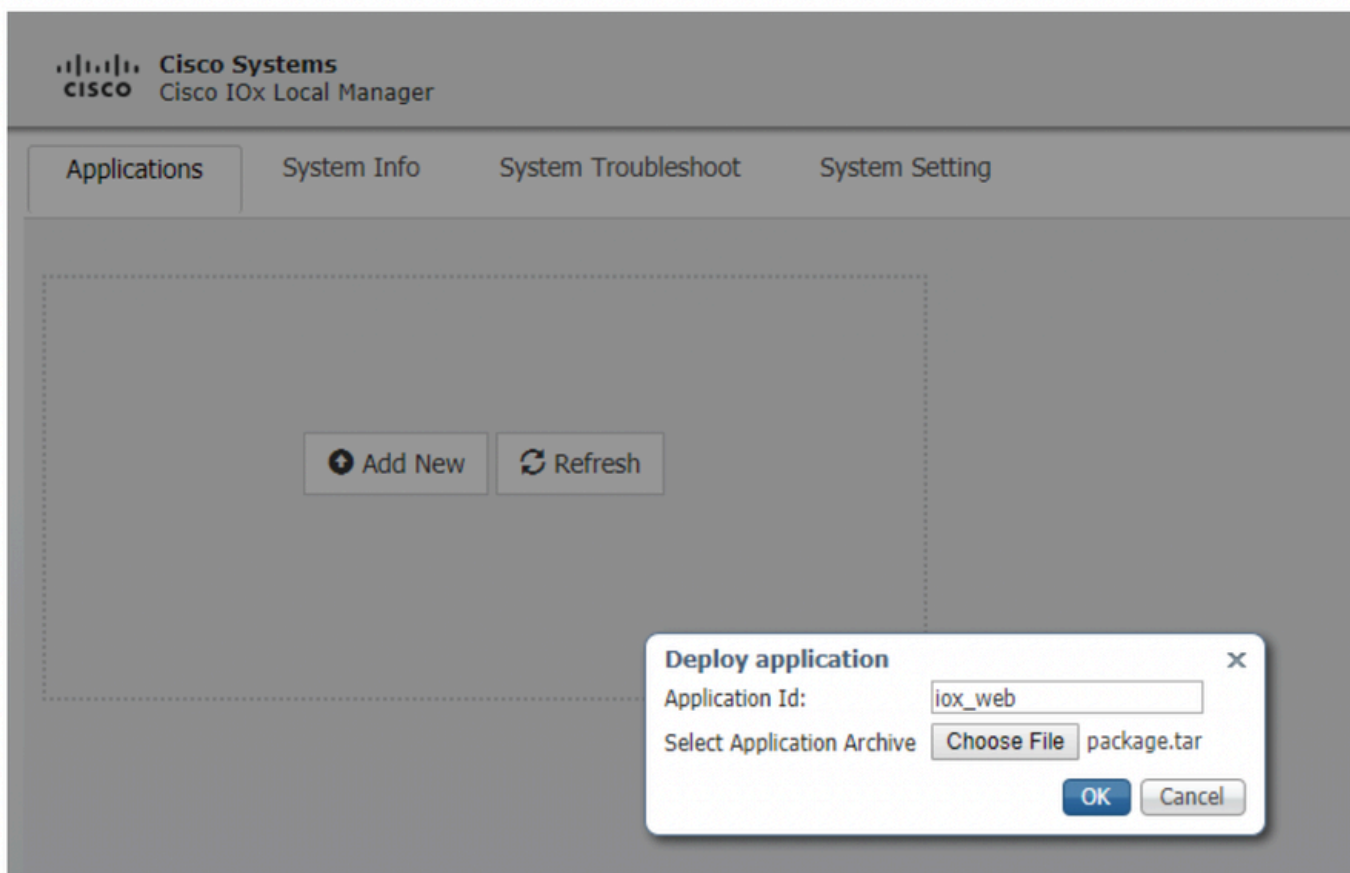 Cisco Systems
CISCO Cisco IOx Local Manager
Applications System Info System Troubleshoot System Setting
Add New Refresh
Deploy application x
Application Id: iox_web
Select Application Archive Choose File package.tar
OK Cancel